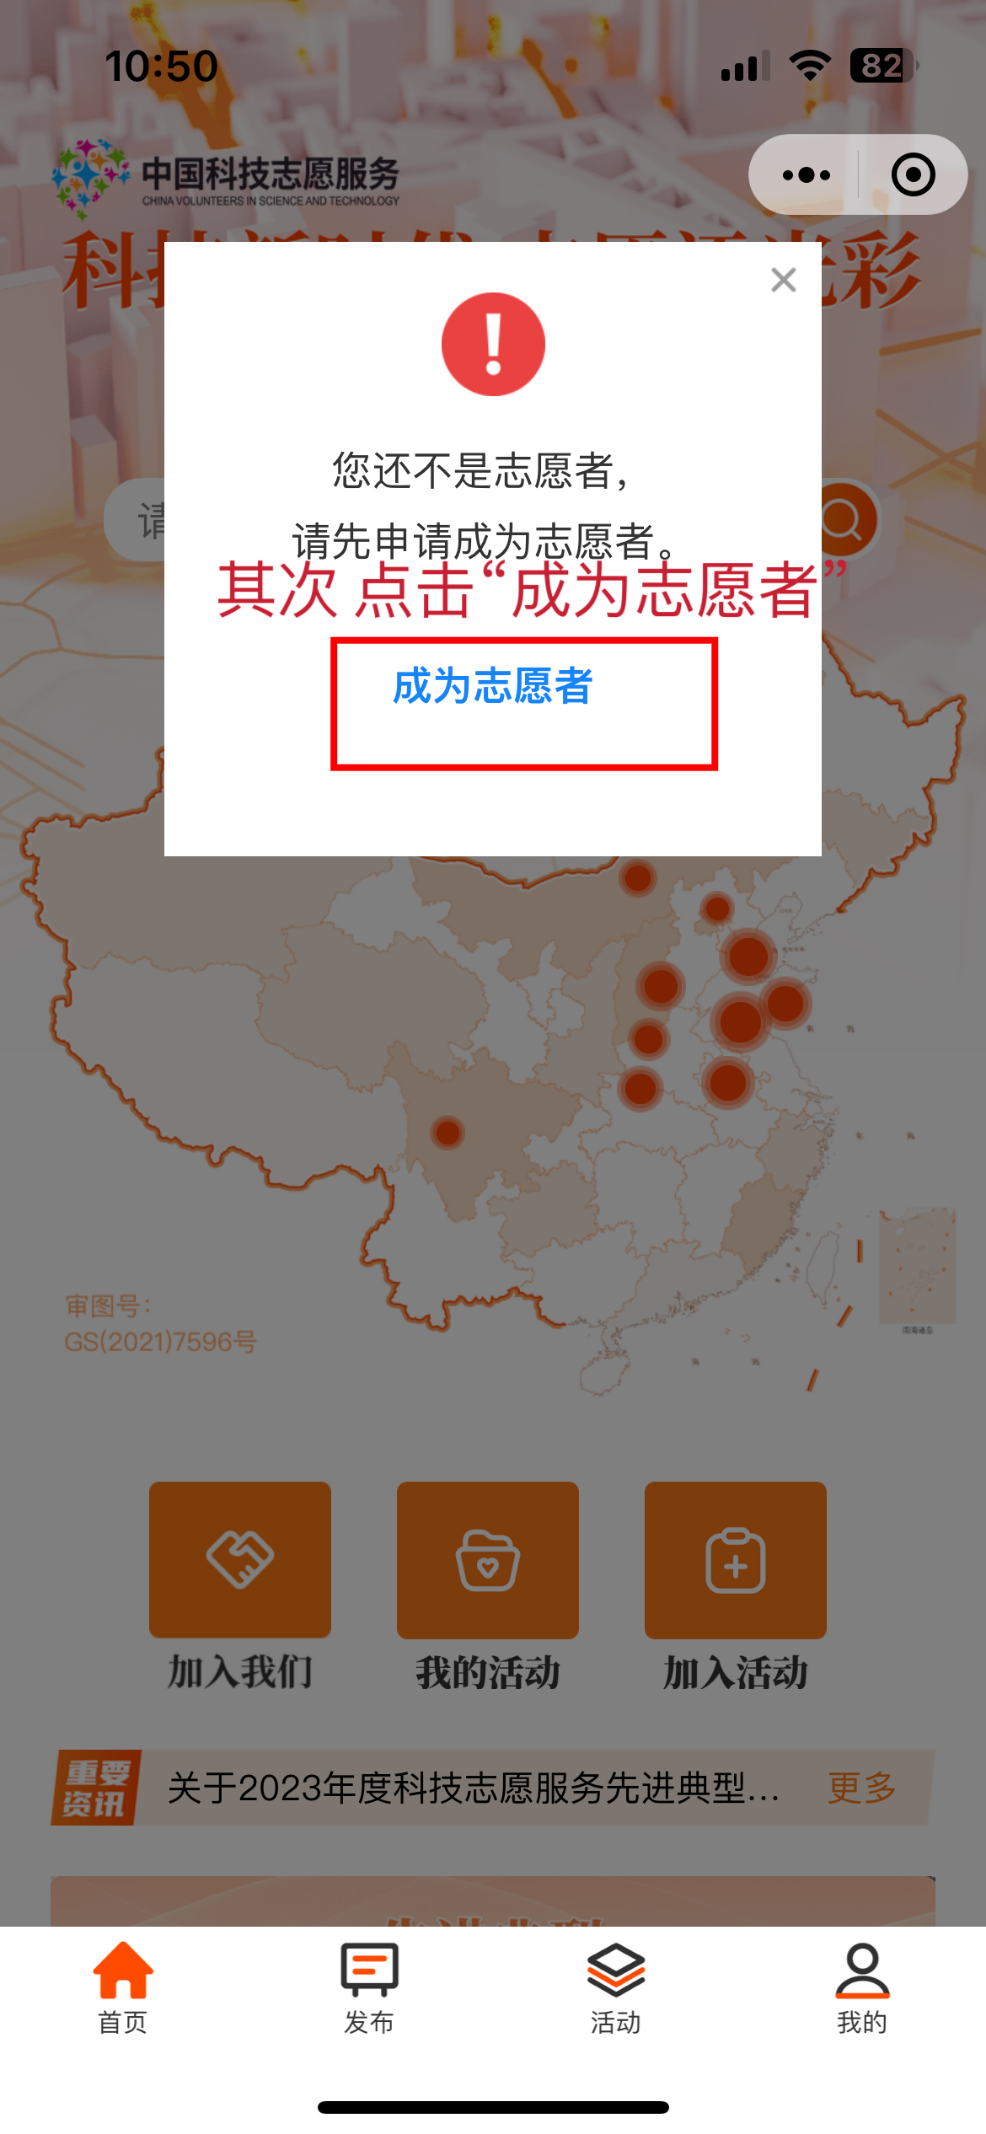 10:50
82
中国科技志愿服务
CHINA VOLUNTEERS IN SCIENCE AND TECHNOLOGY
您还不是志愿者，
请先申请成为志愿者。
请
其次 点击“成为志愿者”
成为志愿者
审图号：
GS(2021)7596号
南海诸岛
加入我们
我的活动
加入活动
重要
资讯
关于2023年度科技志愿服务先进典型...
更多
首页
发布
活动
我的